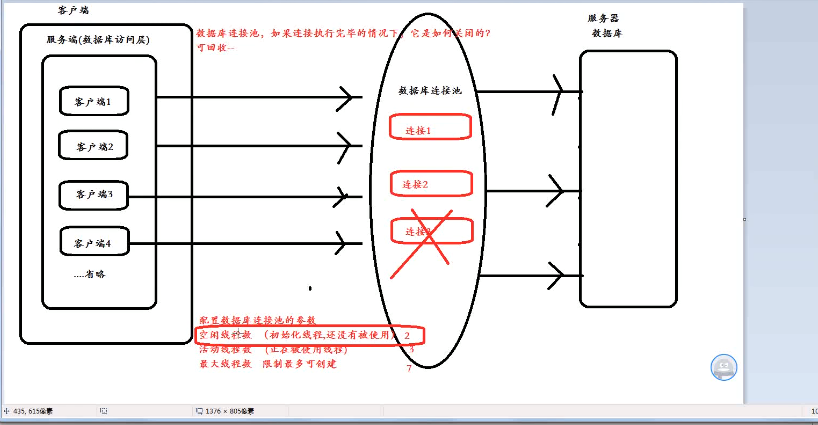 客户端
服务端(数据库访问层)
客户端1
客户端2
客户端3
客户端4
....省略
数据库连接池，如果连接执行完毕的情况下，它是如何关闭的?
可回收--
数据库连接池
连接1
连接2
连接3
服务器
数据库
配置数据库连接池的参数
空闲线程数 （初始化线程,还没有被使用） 2
活动线程数 （正在被使用线程） 3
最大线程数 限制最多可创建 7
435, 615像素
1376 × 805像素
10